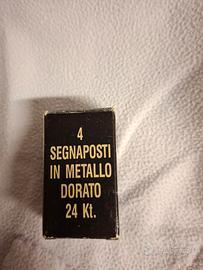 4
SEGNAPOSTI
IN METALLO
DORATO
24 Kt.